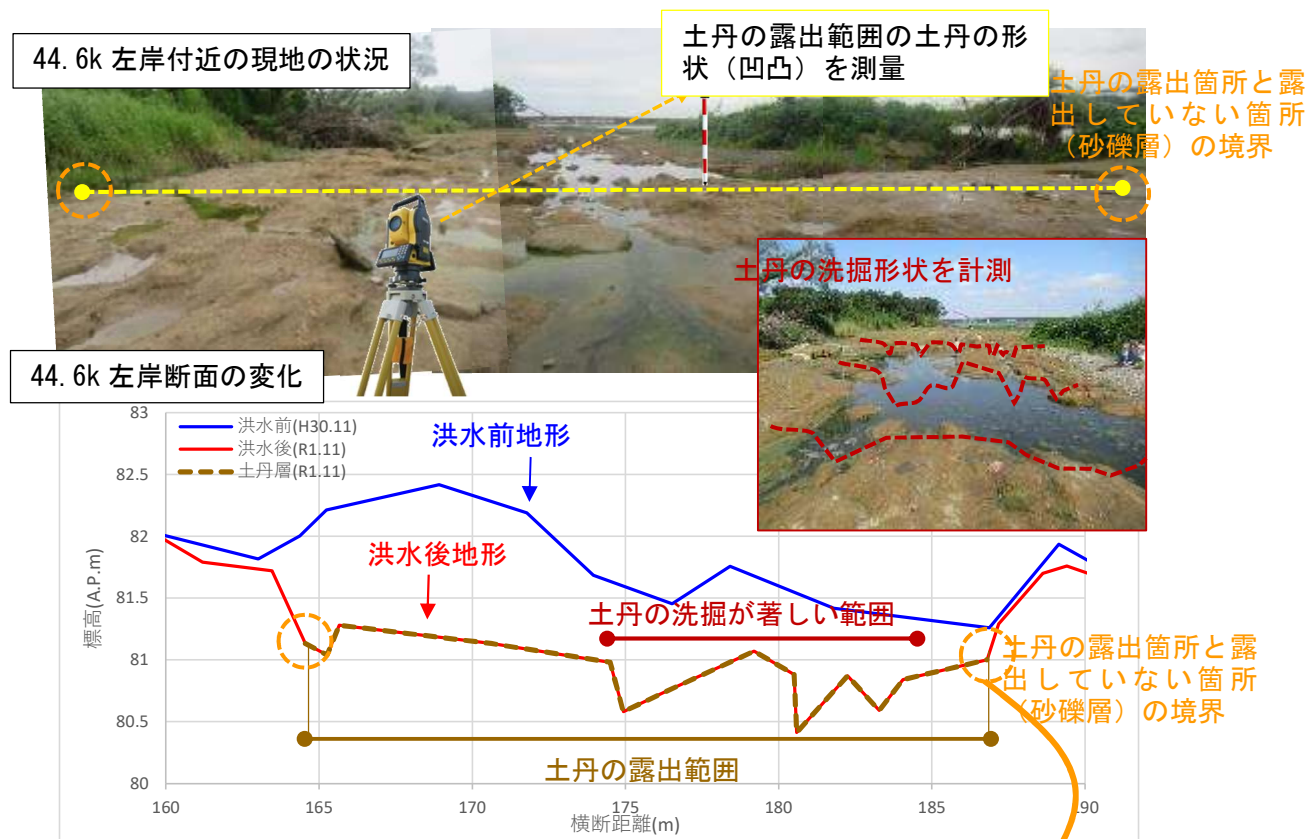 44.6k 左岸付近の現地の状況
土丹の露出範囲の土丹の形
状（凹凸）を測量
土丹の露出箇所と露
出していない箇所
（砂礫層）の境界
土丹の洗掘形状を計測
44.6k 左岸断面の変化
洪水前(H30.11)
洪水後(R1.11)
土丹層(R1.11)
洪水前地形
洪水後地形
土丹の洗掘が著しい範囲
土丹の露出箇所と露
出していない箇所
（砂礫層）の境界
土丹の露出範囲
標高(A.P.m)
83
82.5
82
81.5
81
80.5
80
160
165
170
175
180
185
190
横断距離(m)